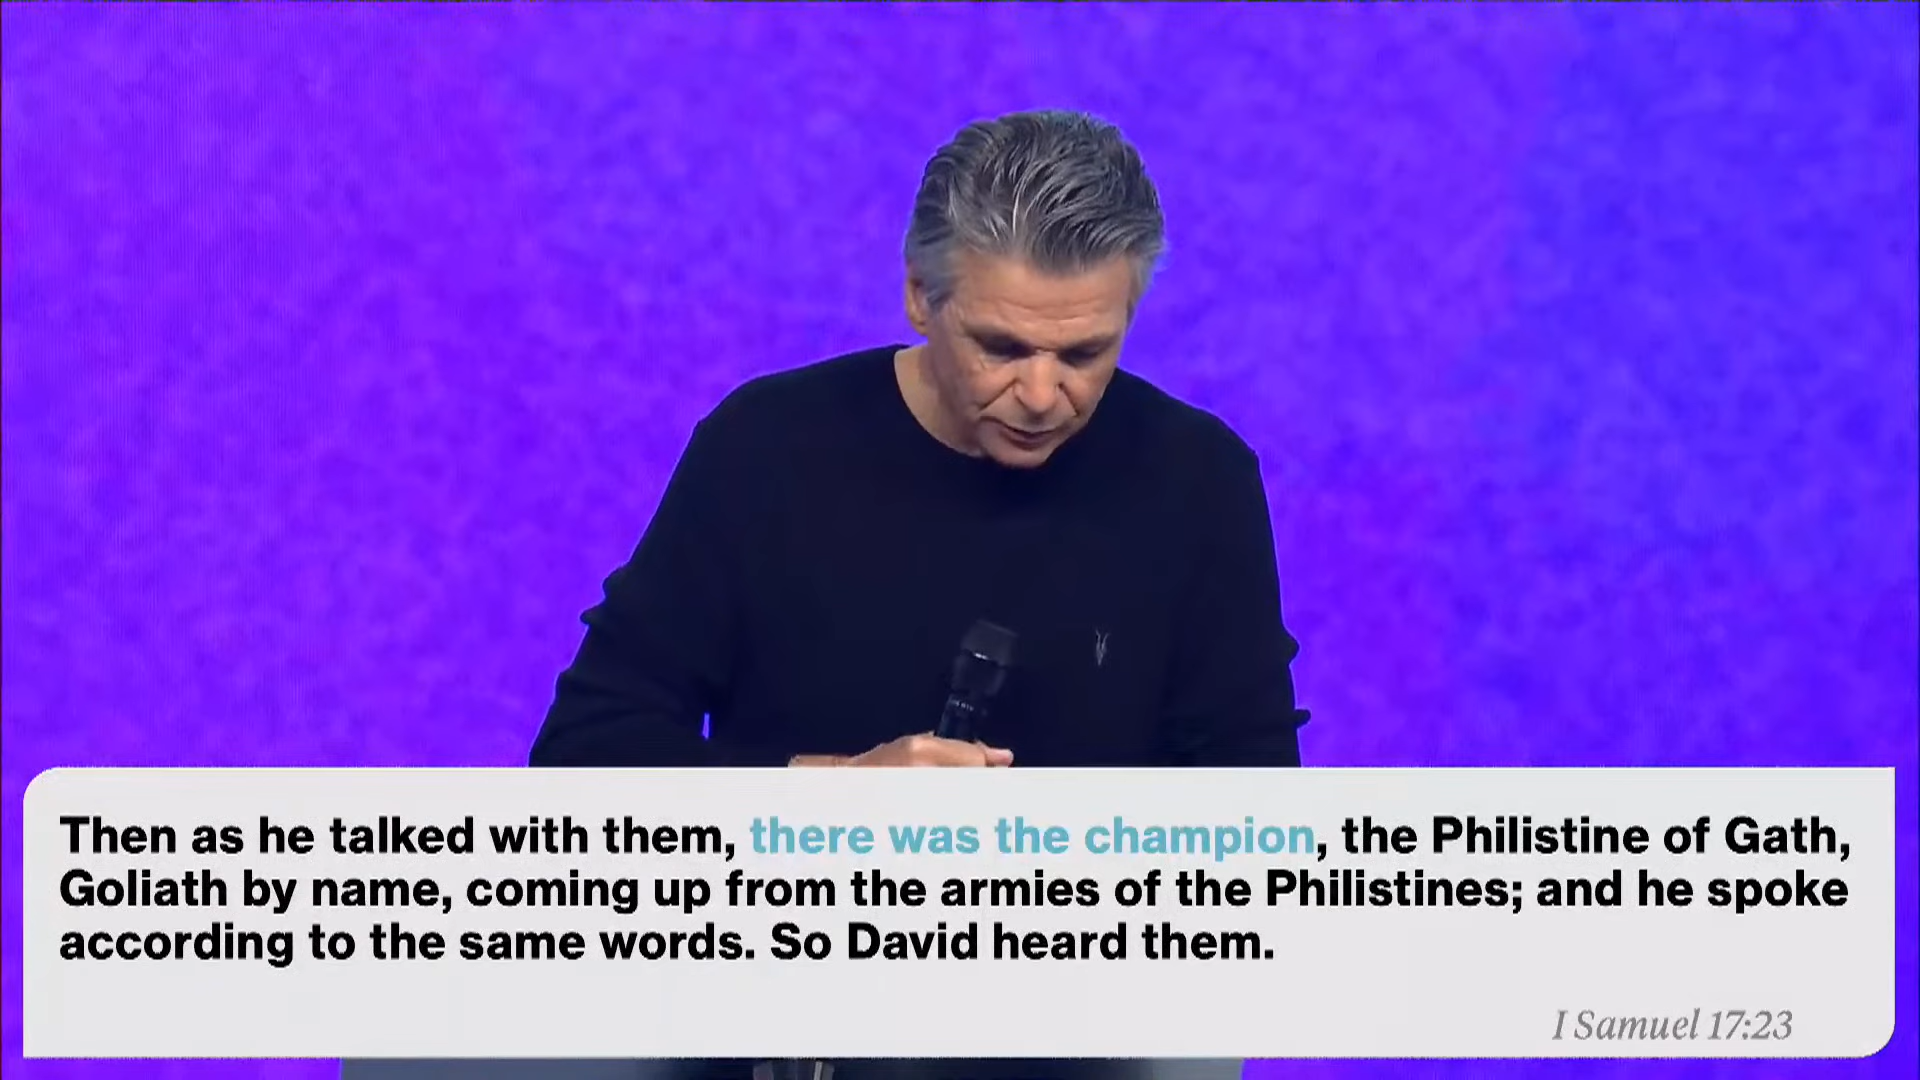 Then as he talked with them, there was the champion, the Philistine of Gath,
Goliath by name, coming up from the armies of the Philistines; and he spoke
according to the same words. So David heard them.
I Samuel 17:23